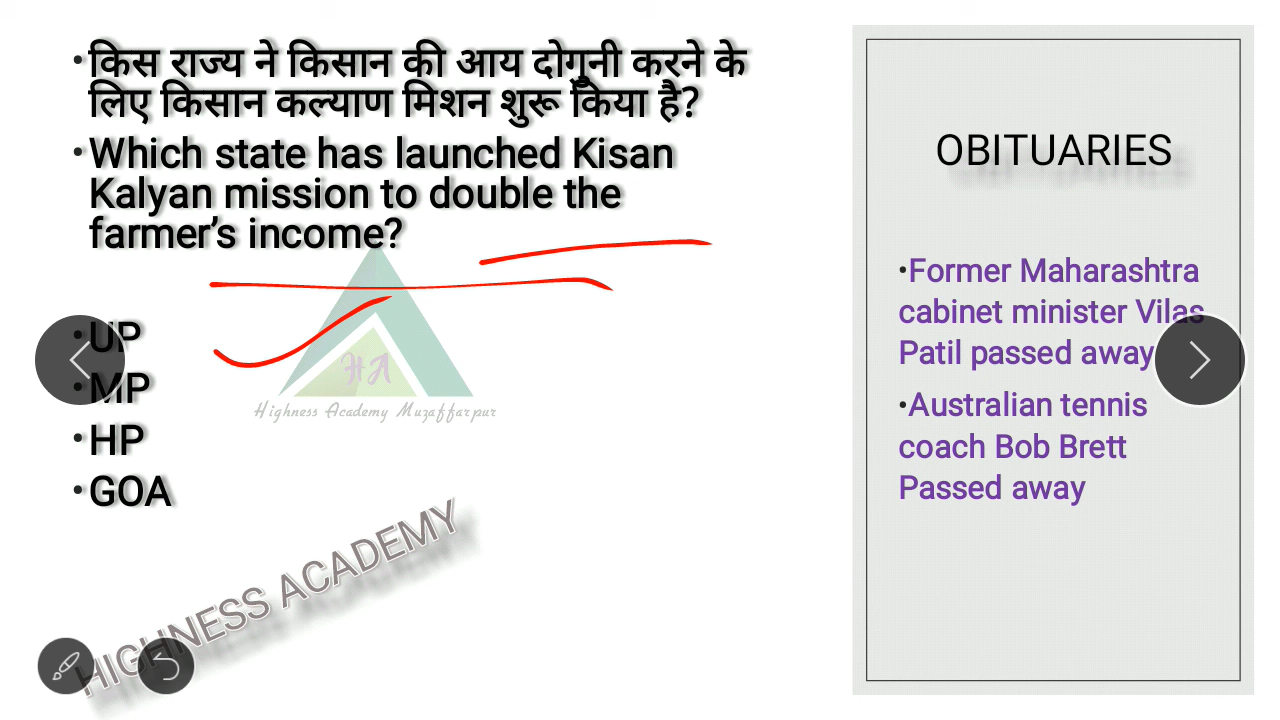 •किस राज्य ने किसान की आय दोगुनी करने के
लिए किसान कल्याण मिशन शुरू किया है?
•Which state has launched Kisan
Kalyan mission to double the
farmer's income?
•UP
•MP
•HP
•GOA
HA
Highness Academy Muzaffarpur
HIGHNESS ACADEMY
OBITUARIES
•Former Maharashtra
cabinet minister Vilas
Patil passed away
•Australian tennis
coach Bob Brett
Passed away